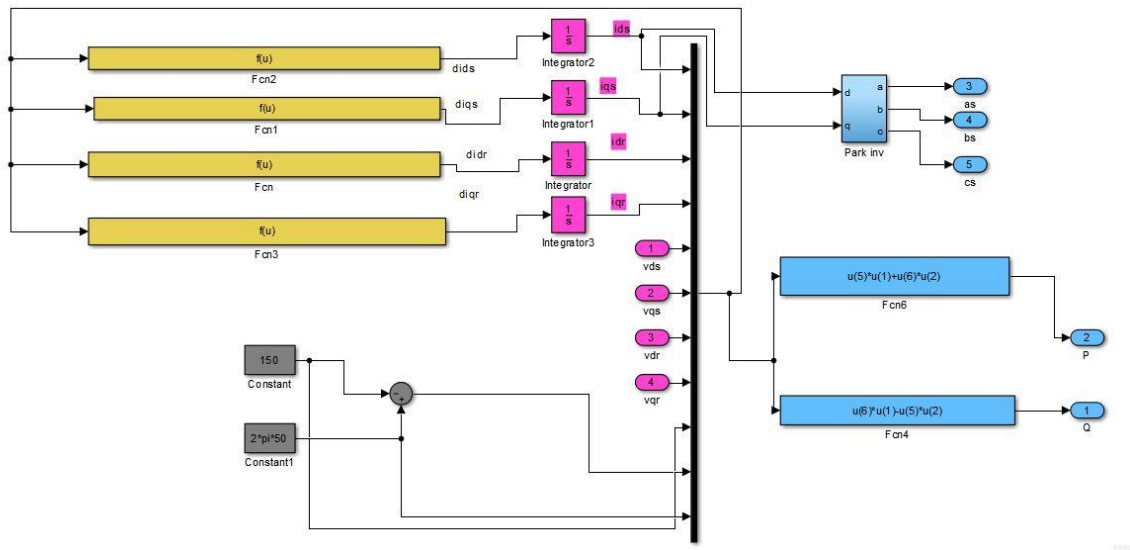 f(u)
Fcn2
dids
1
s
Integrator2
ids
f(u)
Fcn1
diqs
1
s
Integrator1
iqs
f(u)
Fcn
didr
1
s
Integrator
idr
f(u)
Fcn3
diqr
1
s
Integrator3
iqr
1
vds
2
vqs
3
vdr
4
vqr
150
Constant
2*pi*50
Constant1
-
+
d
q
a
b
c
Park inv
3
as
4
bs
5
cs
u(5)*u(1)+u(6)*u(2)
Fcn6
2
P
u(6)*u(1)-u(5)*u(2)
Fcn4
1
Q